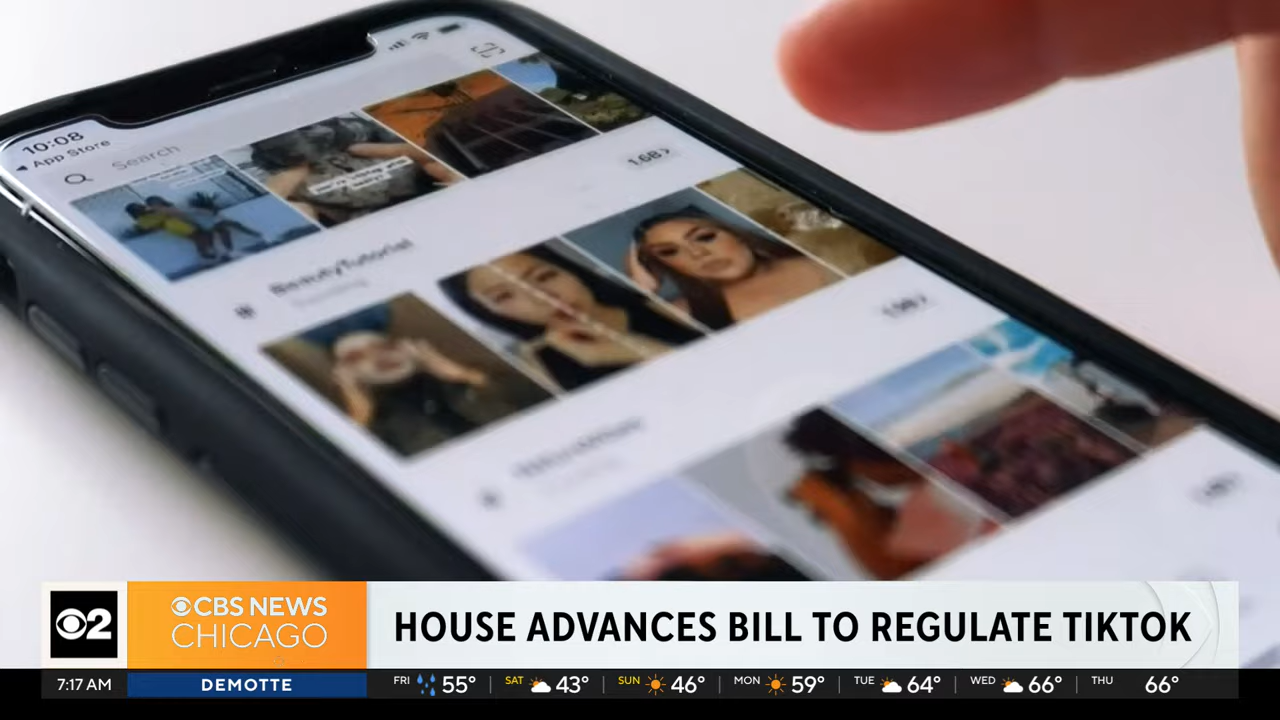 10:08
App Store
Search
BeautyTutorial
1.6B >
2
CBS NEWS
CHICAGO
HOUSE ADVANCES BILL TO REGULATE TIKTOK
7:17 AM
DEMOTTE
FRI 55° | SAT 43° | SUN 46° | MON 59° | TUE 64° | WED 66° | THU 66°